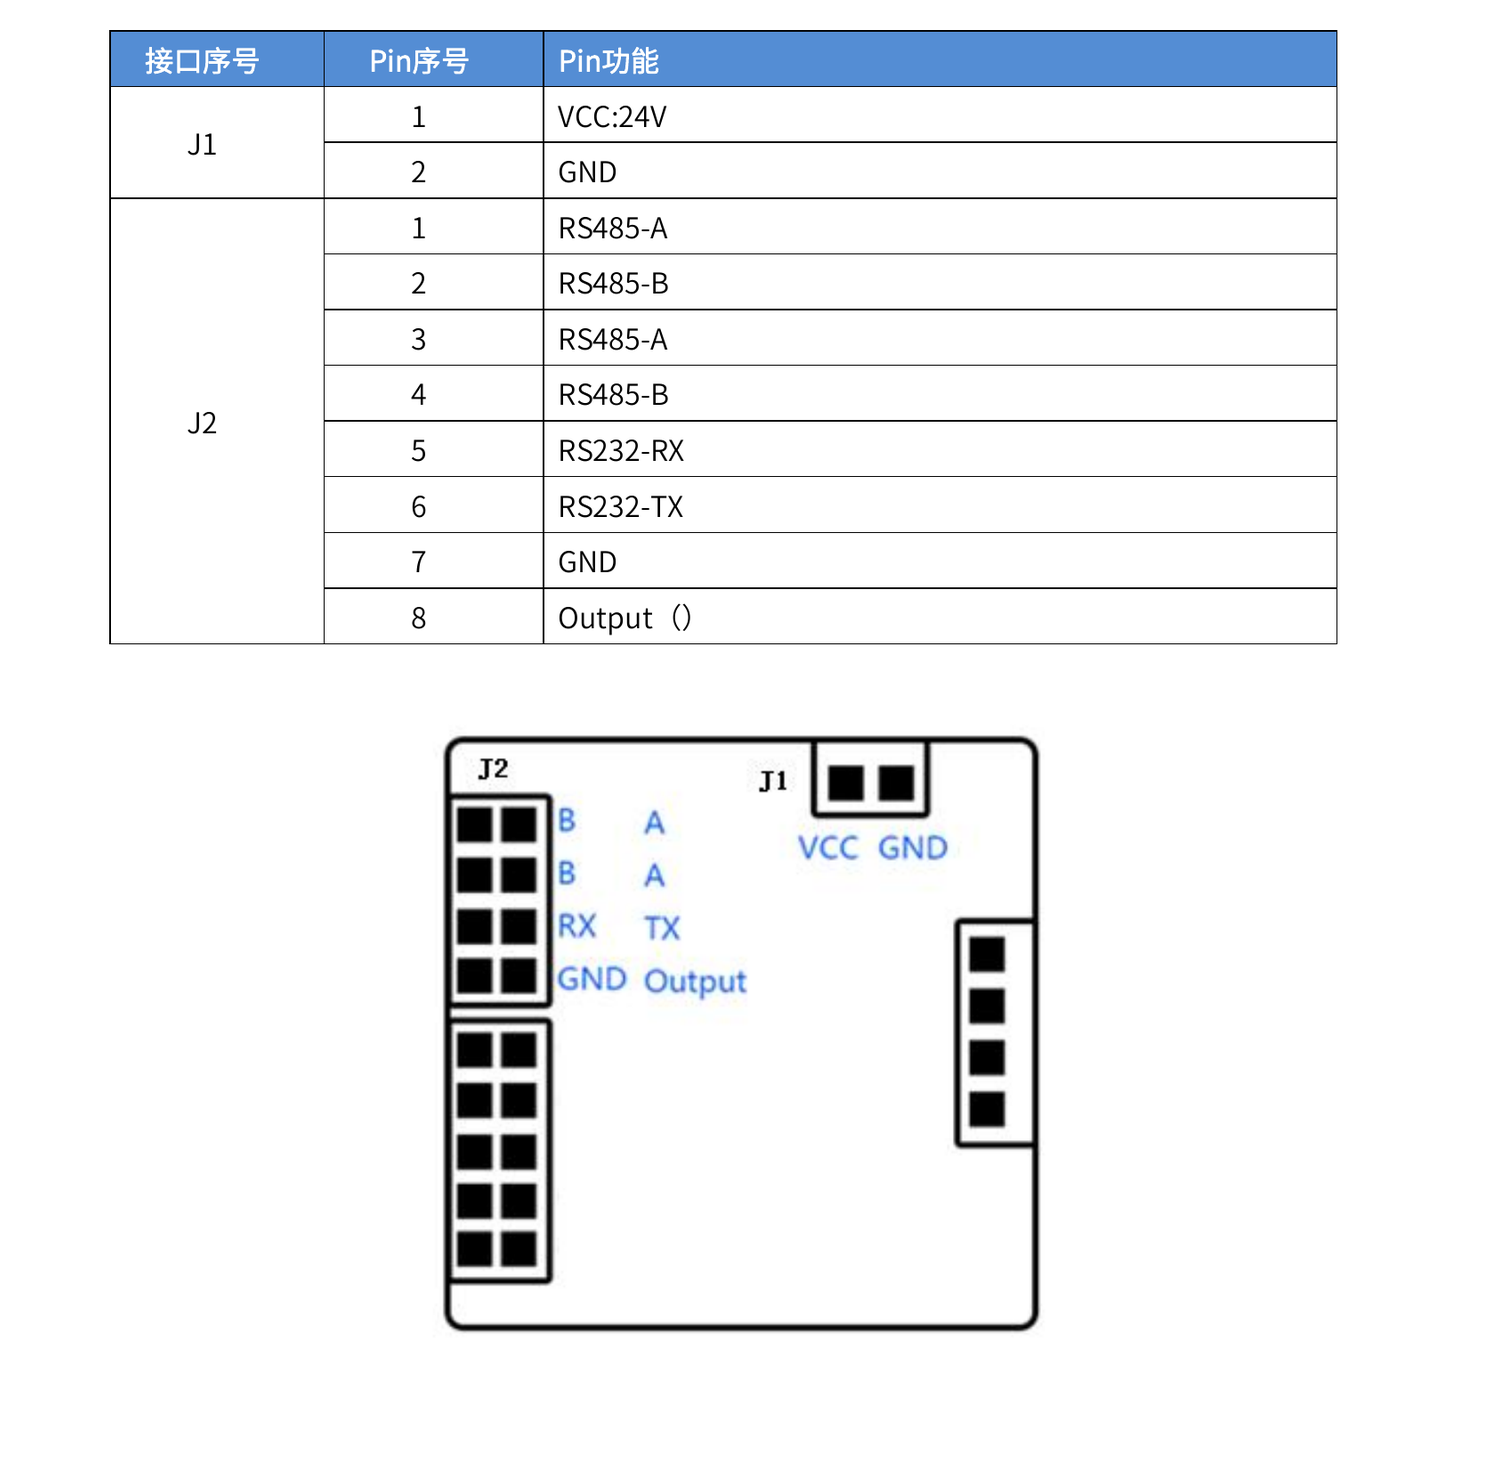 接口序号 Pin序号 Pin功能
J1 1 VCC:24V
2 GND
J2 1 RS485-A
2 RS485-B
3 RS485-A
4 RS485-B
5 RS232-RX
6 RS232-TX
7 GND
8 Output（）
J2
J1
B A
VCC GND
B A
RX TX
GND Output